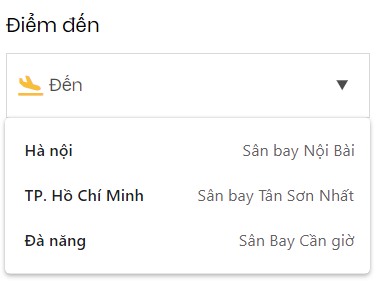 Điểm đến
Đến
Hà nội Sân bay Nội Bài
TP. Hồ Chí Minh Sân bay Tân Sơn Nhất
Đà năng Sân Bay Cần giờ